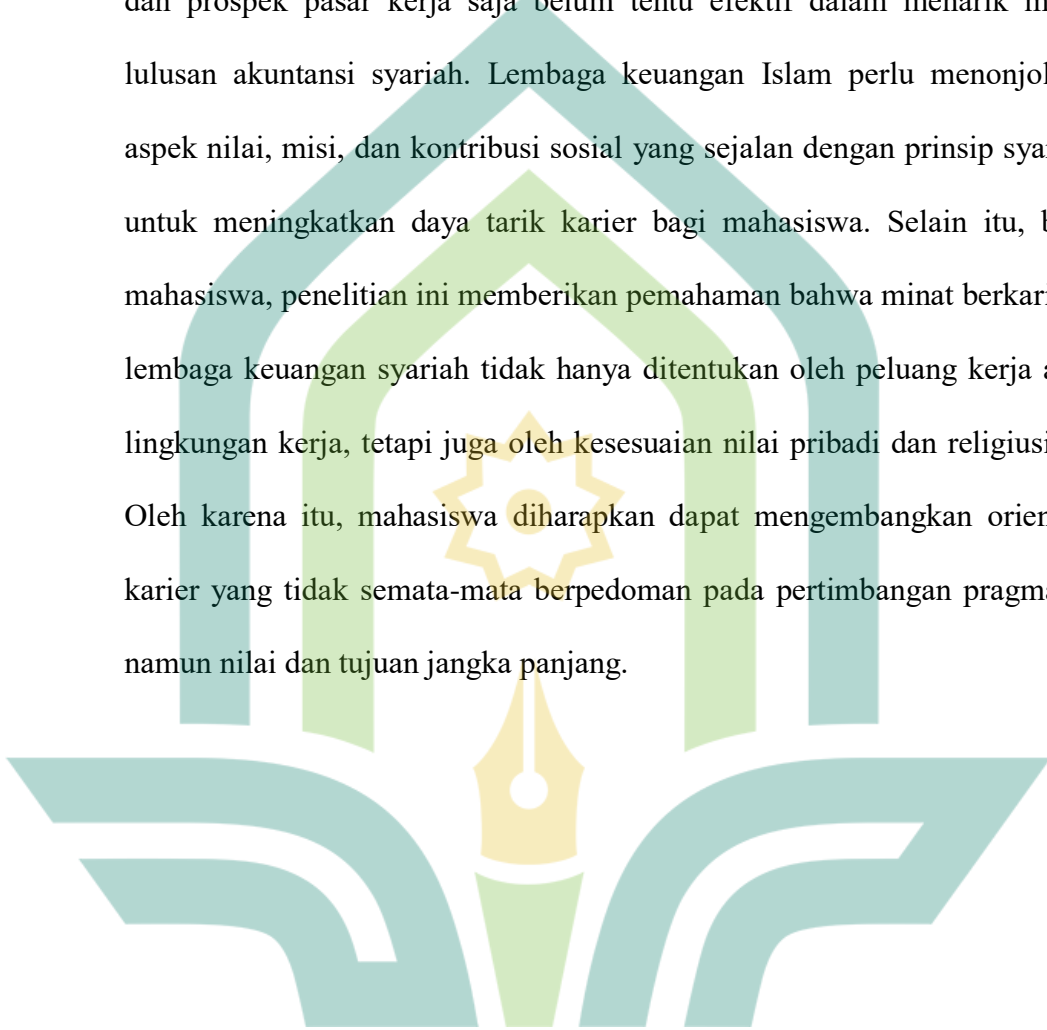 dan prospek pasar kerja saja belum tentu efektif dalam menarik
lulusan akuntansi syariah. Lembaga keuangan Islam perlu
aspek nilai, misi, dan kontribusi sosial yang sejalan dengan prinsip
untuk meningkatkan daya tarik karier bagi mahasiswa. Selain itu,
mahasiswa, penelitian ini memberikan pemahaman bahwa minat
lembaga keuangan syariah tidak hanya ditentukan oleh peluang kerja
lingkungan kerja, tetapi juga oleh kesesuaian nilai pribadi dan
Oleh karena itu, mahasiswa diharapkan dapat mengembangkan
karier yang tidak semata-mata berpedoman pada pertimbangan
namun nilai dan tujuan jangka panjang.